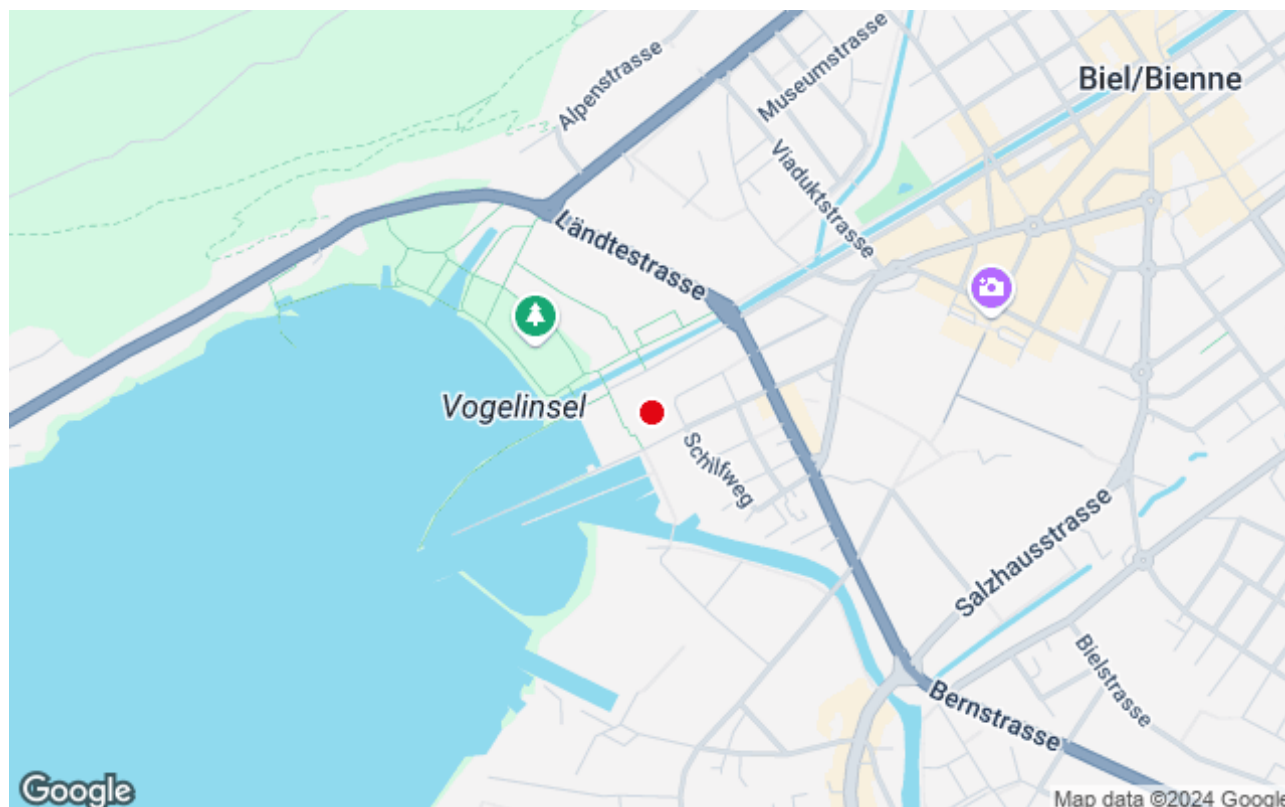 Alpenstrasse
Museumstrasse
Biel/Bienne
Viaduktstrasse
Ländtestrasse
Vogelinsel
Schilfweg
Salzhausstrasse
Bielstrasse
Bernstrasse
Google
Map data ©2024 Google